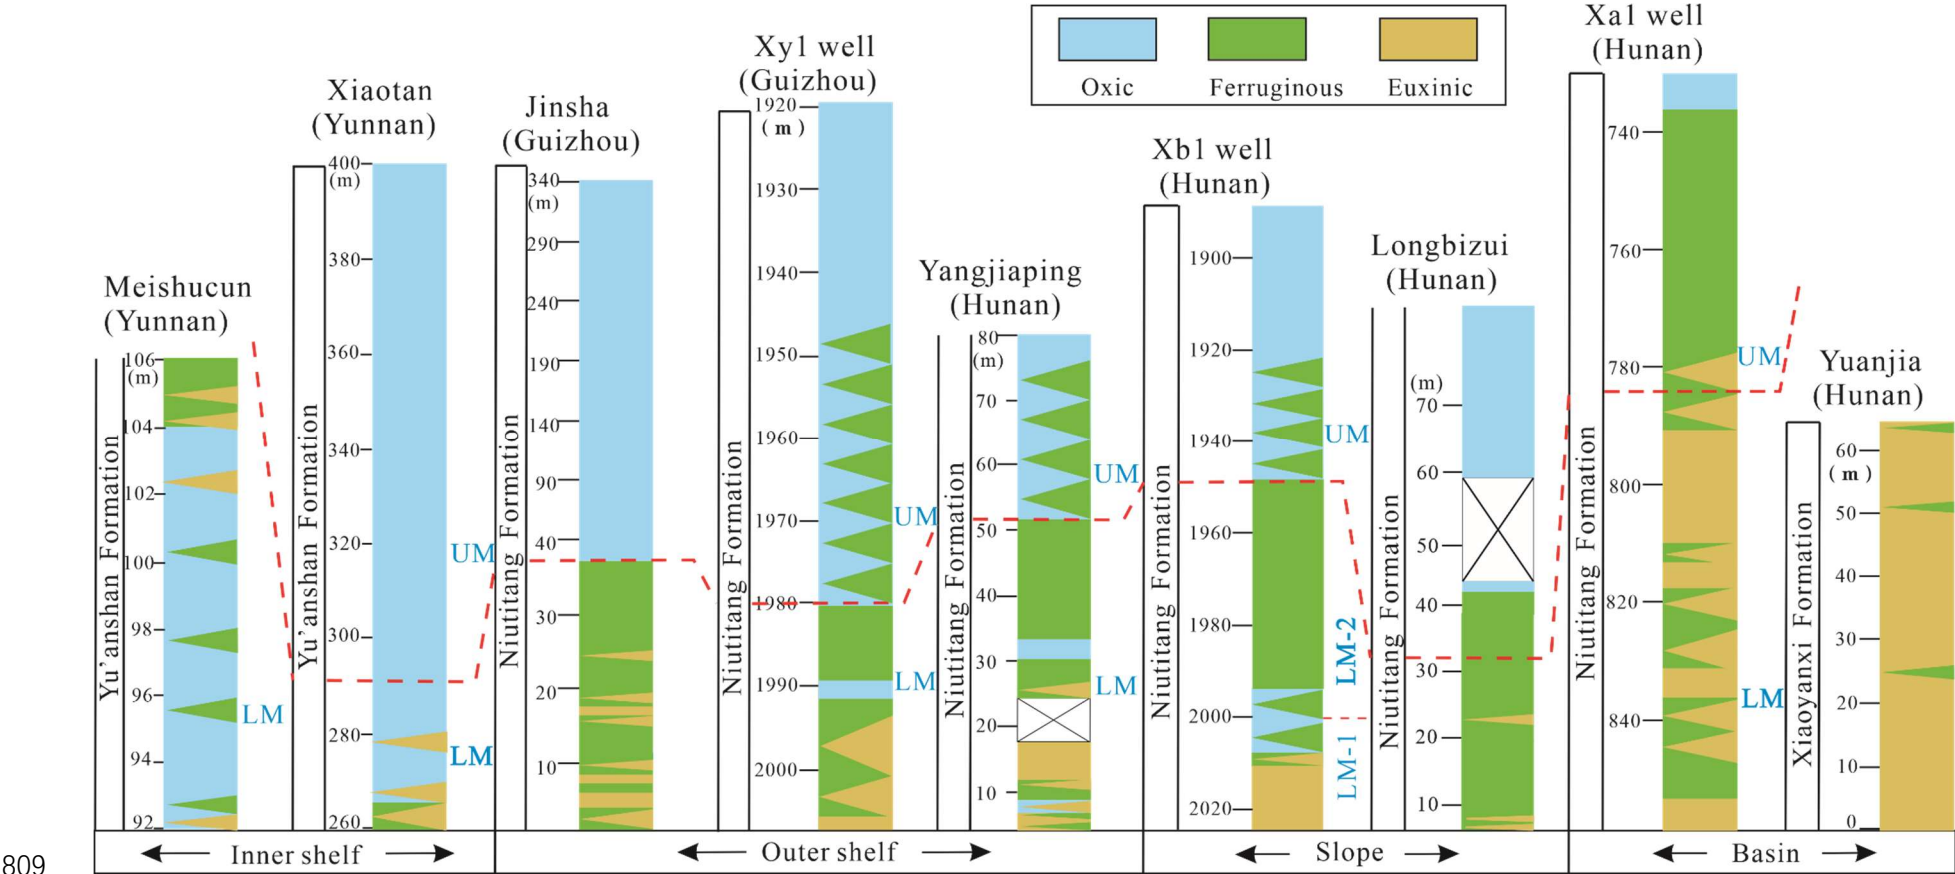 Oxic
Ferruginous
Euxinic
Meishucun
(Yunnan)
106
(m)
104
102
100
98
96
94
92
Yu’anshan Formation
LM
Xiaotan
(Yunnan)
400
(m)
380
360
340
320
300
280
260
Yu’anshan Formation
UM
LM
Jinsha
(Guizhou)
340
(m)
290
240
190
140
90
40
30
20
10
Niutitang Formation
Xy1 well
(Guizhou)
1920
(m)
1930
1940
1950
1960
1970
1980
1990
2000
Niutitang Formation
UM
LM
Yangjiaping
(Hunan)
80
(m)
70
60
50
40
30
20
10
Niutitang Formation
UM
LM
Xb1 well
(Hunan)
1900
1920
1940
1960
1980
2000
2020
Niutitang Formation
UM
LM-2
LM-1
Longbizui
(Hunan)
(m)
70
60
50
40
30
20
10
Niutitang Formation
Xa1 well
(Hunan)
740
760
780
800
820
840
Niutitang Formation
UM
LM
Yuanjia
(Hunan)
60
(m)
50
40
30
20
10
0
Xiaoyanxi Formation
Inner shelf
Outer shelf
Slope
Basin
809